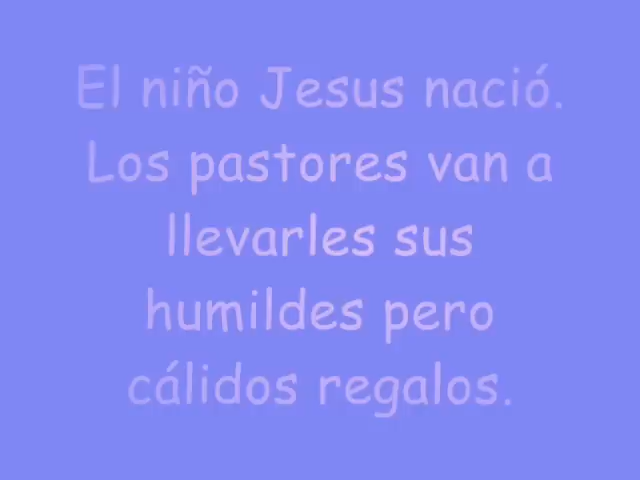 El niño Jesus nació.
Los pastores van a
llevarles sus
humildes pero
cálidos regalos.